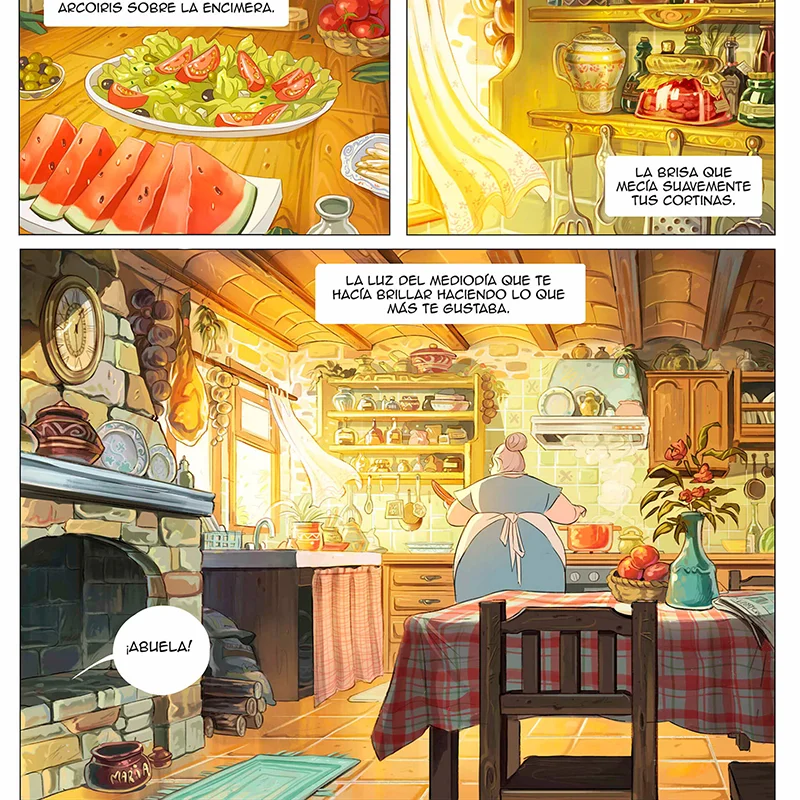 ARCOIRIS SOBRE LA ENCIMERA.
LA BRISA QUE
MECÍA SUAVEMENTE
TUS CORTINAS.
LA LUZ DEL MEDIODÍA QUE TE
HACÍA BRILLAR HACIENDO LO QUE
MÁS TE GUSTABA.
¡ABUELA!
MARIA